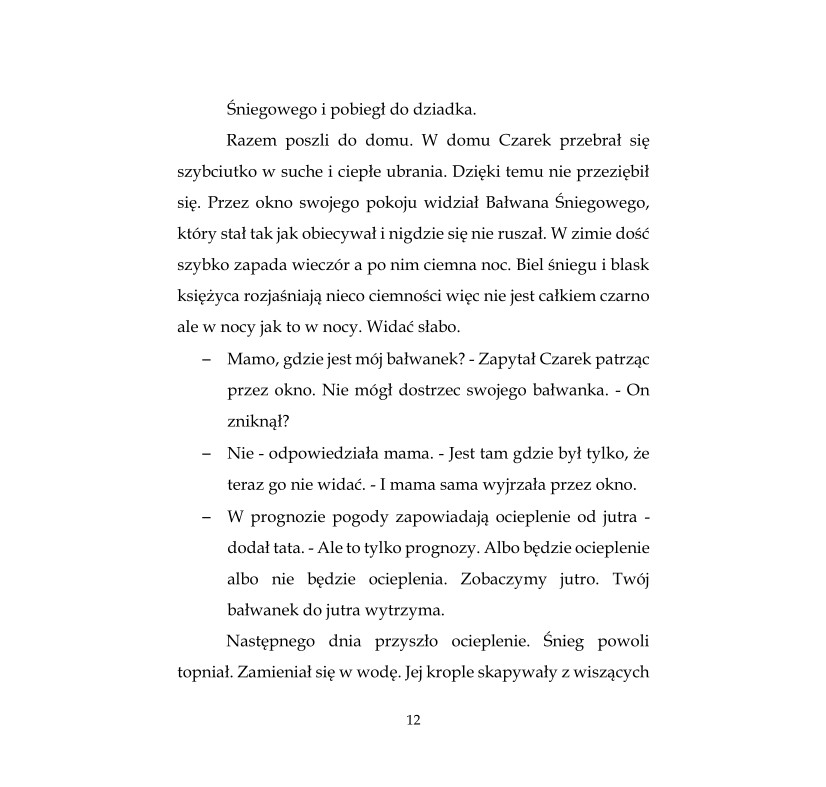 Śniegowego i pobiegł do dziadka.
Razem poszli do domu. W domu Czarek przebrał się
szybciutko w suche i ciepłe ubrania. Dzięki temu nie przeziębił
się. Przez okno swojego pokoju widział Bałwana Śniegowego,
który stał tak jak obiecywał i nigdzie się nie ruszał. W zimie dość
szybko zapada wieczór a po nim ciemna noc. Biel śniegu i blask
księżyca rozjaśniają nieco ciemności więc nie jest całkiem czarno
ale w nocy jak to w nocy. Widać słabo.
– Mamo, gdzie jest mój bałwanek? - Zapytał Czarek patrząc
przez okno. Nie mógł dostrzec swojego bałwanka. - On
zniknął?
– Nie - odpowiedziała mama. - Jest tam gdzie był tylko, że
teraz go nie widać. - I mama sama wyjrzała przez okno.
– W prognozie pogody zapowiadają ocieplenie od jutra -
dodał tata. - Ale to tylko prognozy. Albo będzie ocieplenie
albo nie będzie ocieplenia. Zobaczymy jutro. Twój
bałwanek do jutra wytrzyma.
Następnego dnia przyszło ocieplenie. Śnieg powoli
topniał. Zamieniał się w wodę. Jej krople skapywały z wiszących
12